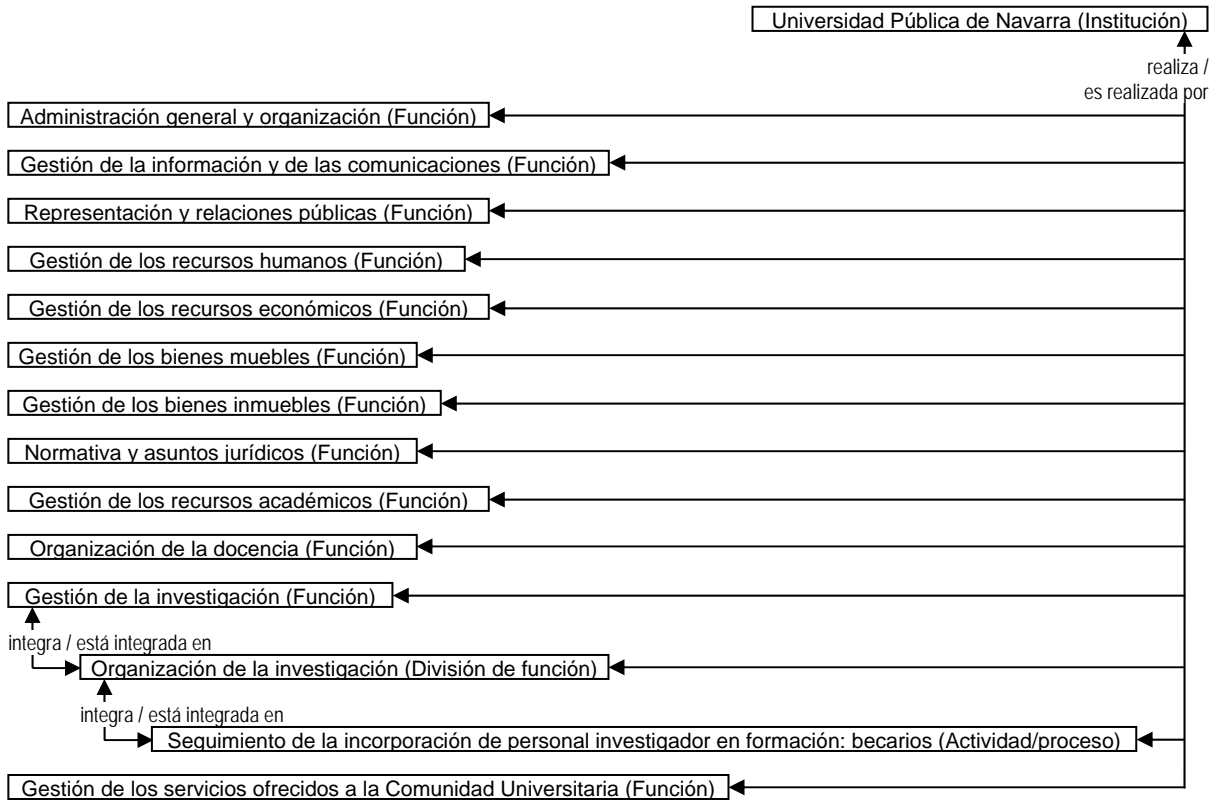 Universidad Pública de Navarra (Institución)
realiza /
es realizada por
Administración general y organización (Función)
Gestión de la información y de las comunicaciones (Función)
Representación y relaciones públicas (Función)
Gestión de los recursos humanos (Función)
Gestión de los recursos económicos (Función)
Gestión de los bienes muebles (Función)
Gestión de los bienes inmuebles (Función)
Normativa y asuntos jurídicos (Función)
Gestión de los recursos académicos (Función)
Organización de la docencia (Función)
Gestión de la investigación (Función)
integra / está integrada en
Organización de la investigación (División de función)
integra / está integrada en
Seguimiento de la incorporación de personal investigador en formación: becarios (Actividad/proceso)
Gestión de los servicios ofrecidos a la Comunidad Universitaria (Función)